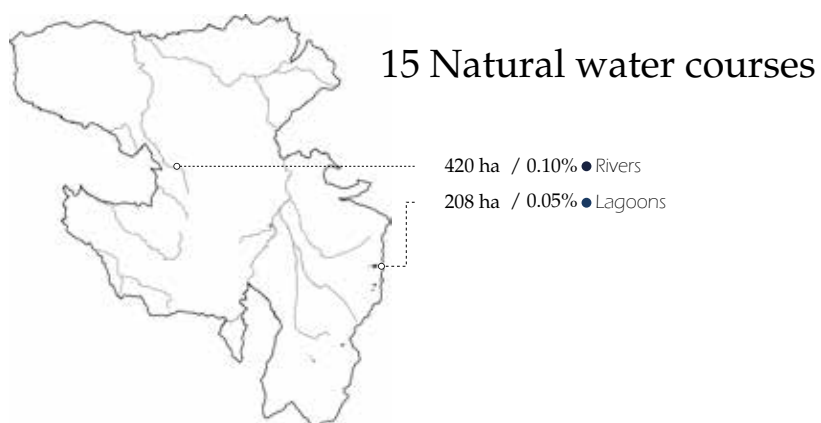 15 Natural water courses
420 ha / 0.10% Rivers
208 ha / 0.05% Lagoons